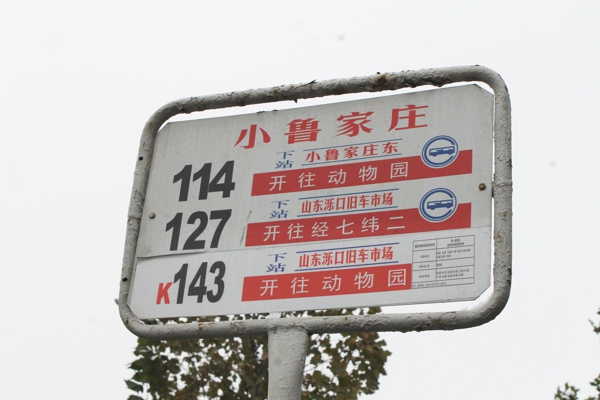 小鲁家庄
114 下站 小鲁家庄东
开往动物园
127 下站 山东泺口旧车市场
开往经七纬二
K143 下站 山东泺口旧车市场
开往动物园